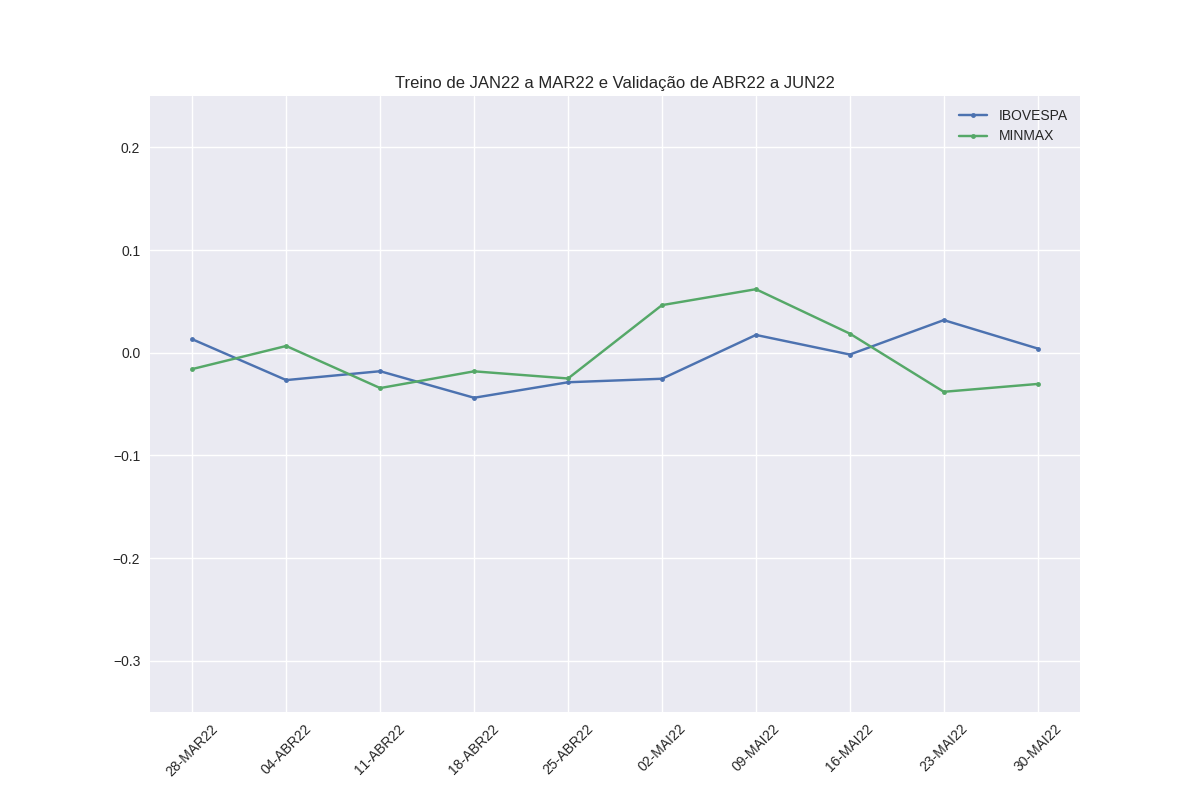 Treino de JAN22 a MAR22 e Validação de ABR22 a JUN22
IBOVESPA
MINMAX
0.2
0.1
0.0
−0.1
−0.2
−0.3
28-MAR22
04-ABR22
11-ABR22
18-ABR22
25-ABR22
02-MAI22
09-MAI22
16-MAI22
23-MAI22
30-MAI22